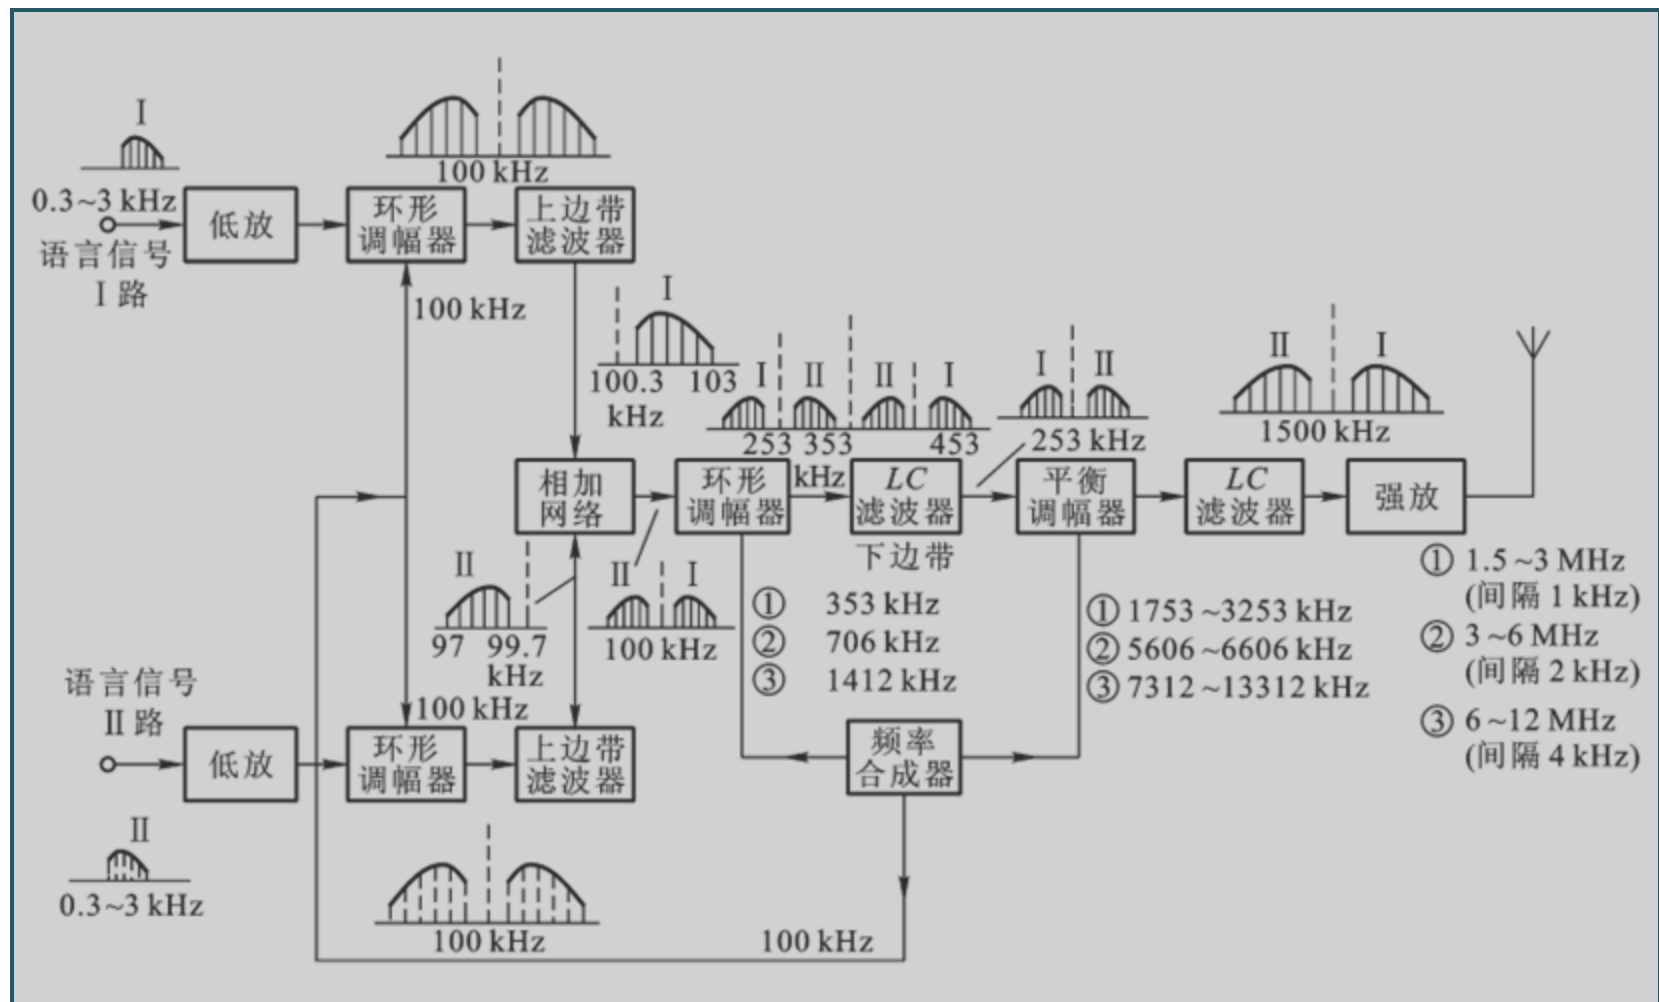 I
0.3~3 kHz
语言信号
I 路
低放
环形
调幅器
100 kHz
上边带
滤波器
100 kHz
I
100.3
103
kHz
相加
网络
II
97
99.7
kHz
II
I
100 kHz
语言信号
II 路
低放
100 kHz
环形
调幅器
上边带
滤波器
II
0.3~3 kHz
100 kHz
100 kHz
环形
调幅器
I
II
II
I
253
353
453
kHz
LC
滤波器
下边带
I
II
253 kHz
平衡
调幅器
LC
滤波器
II
I
1500 kHz
强放
① 353 kHz
② 706 kHz
③ 1412 kHz
① 1753 ~3253 kHz
② 5606 ~6606 kHz
③ 7312 ~13312 kHz
频率
合成器
① 1.5 ~3 MHz
(间隔 1 kHz)
② 3 ~6 MHz
(间隔 2 kHz)
③ 6 ~12 MHz
(间隔 4 kHz)